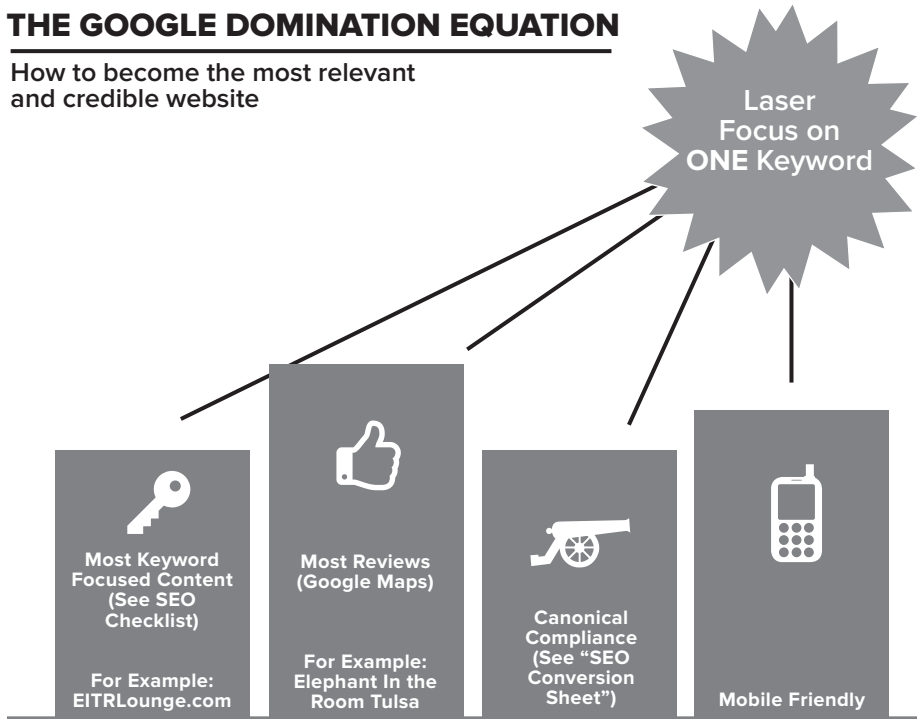 THE GOOGLE DOMINATION EQUATION
How to become the most relevant
and credible website
Laser
Focus on
ONE Keyword
Most Keyword
Focused Content
(See SEO
Checklist)
For Example:
EITRLounge.com
Most Reviews
(Google Maps)
For Example:
Elephant In the
Room Tulsa
Canonical
Compliance
(See “SEO
Conversion
Sheet”)
Mobile Friendly